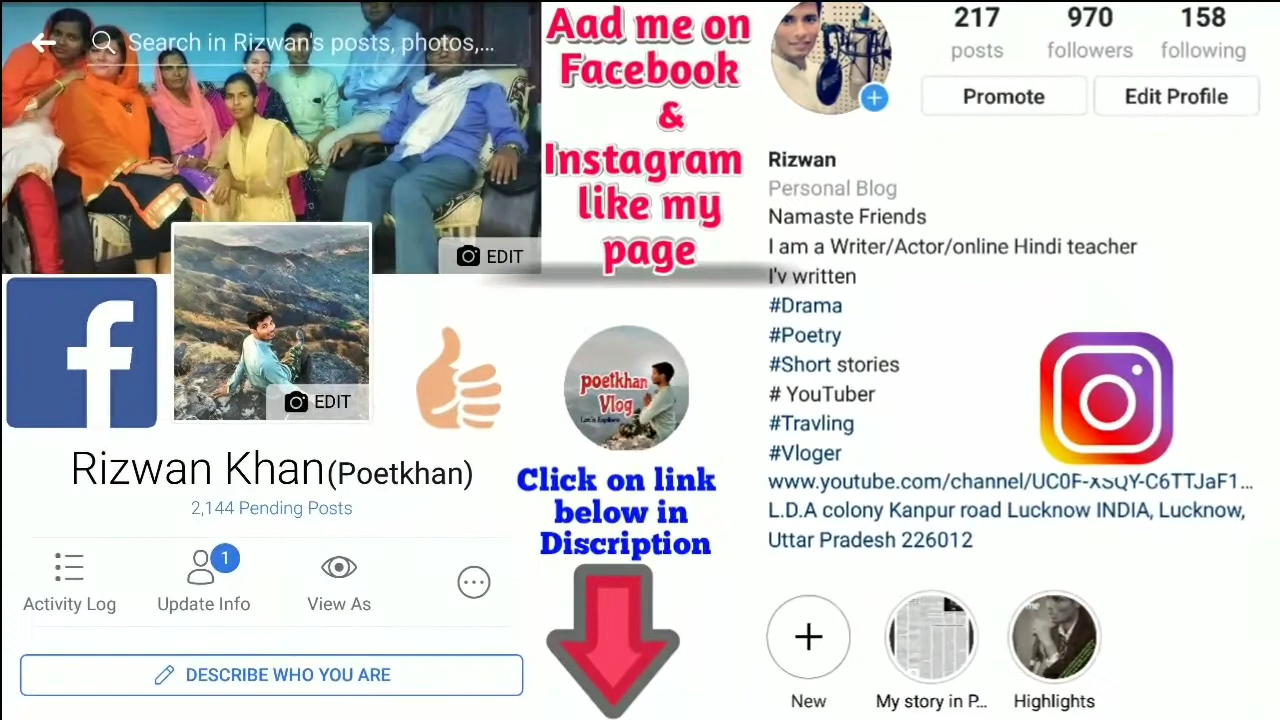 Search in Rizwan's posts, photos,...
EDIT
EDIT
Rizwan Khan(Poetkhan)
2,144 Pending Posts
1
Activity Log
Update Info
View As
DESCRIBE WHO YOU ARE
Aad me on
Facebook
&
Instagram
like my
page
poetkhan
Vlog
Let's Explore
Click on link
below in
Discription
217
970
158
posts
followers
following
Promote
Edit Profile
Rizwan
Personal Blog
Namaste Friends
I am a Writer/Actor/online Hindi teacher
I'v written
#Drama
#Poetry
#Short stories
# YouTuber
#Travling
#Vloger
www.youtube.com/channel/UC0F-XSQY-C6TTJaF1...
L.D.A colony Kanpur road Lucknow INDIA, Lucknow,
Uttar Pradesh 226012
New
My story in P...
Highlights